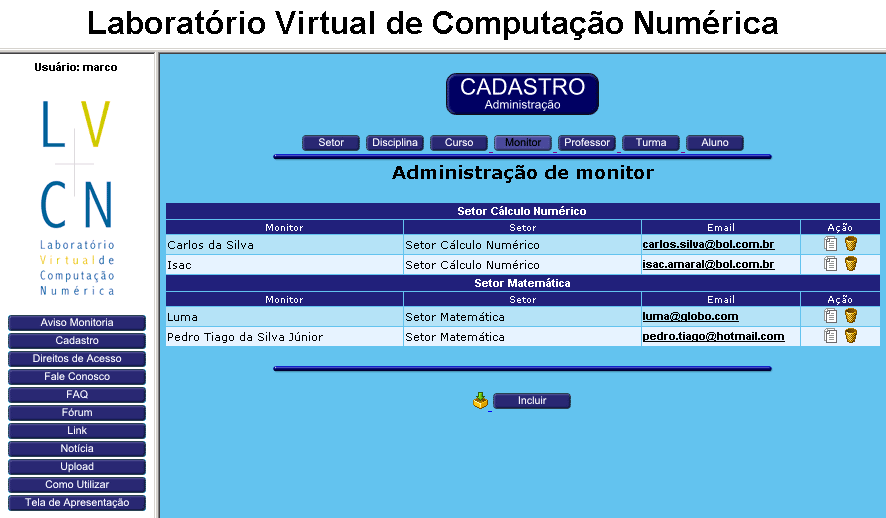 Laboratório Virtual de Computação Numérica
Usuário: marco
L V
C N
Laboratório
Virtual de
Computação
Numérica
Aviso Monitoria
Cadastro
Direitos de Acesso
Fale Conosco
FAQ
Fórum
Link
Notícia
Upload
Como Utilizar
Tela de Apresentação
CADASTRO
Administração
Setor Disciplina Curso Monitor Professor Turma Aluno
Administração de monitor
Setor Cálculo Numérico
Monitor Setor Email Ação
Carlos da Silva Setor Cálculo Numérico carlos.silva@bol.com.br
Isac Setor Cálculo Numérico isac.amaral@bol.com.br
Setor Matemática
Monitor Setor Email Ação
Luma Setor Matemática luma@globo.com
Pedro Tiago da Silva Júnior Setor Matemática pedro.tiago@hotmail.com
Incluir